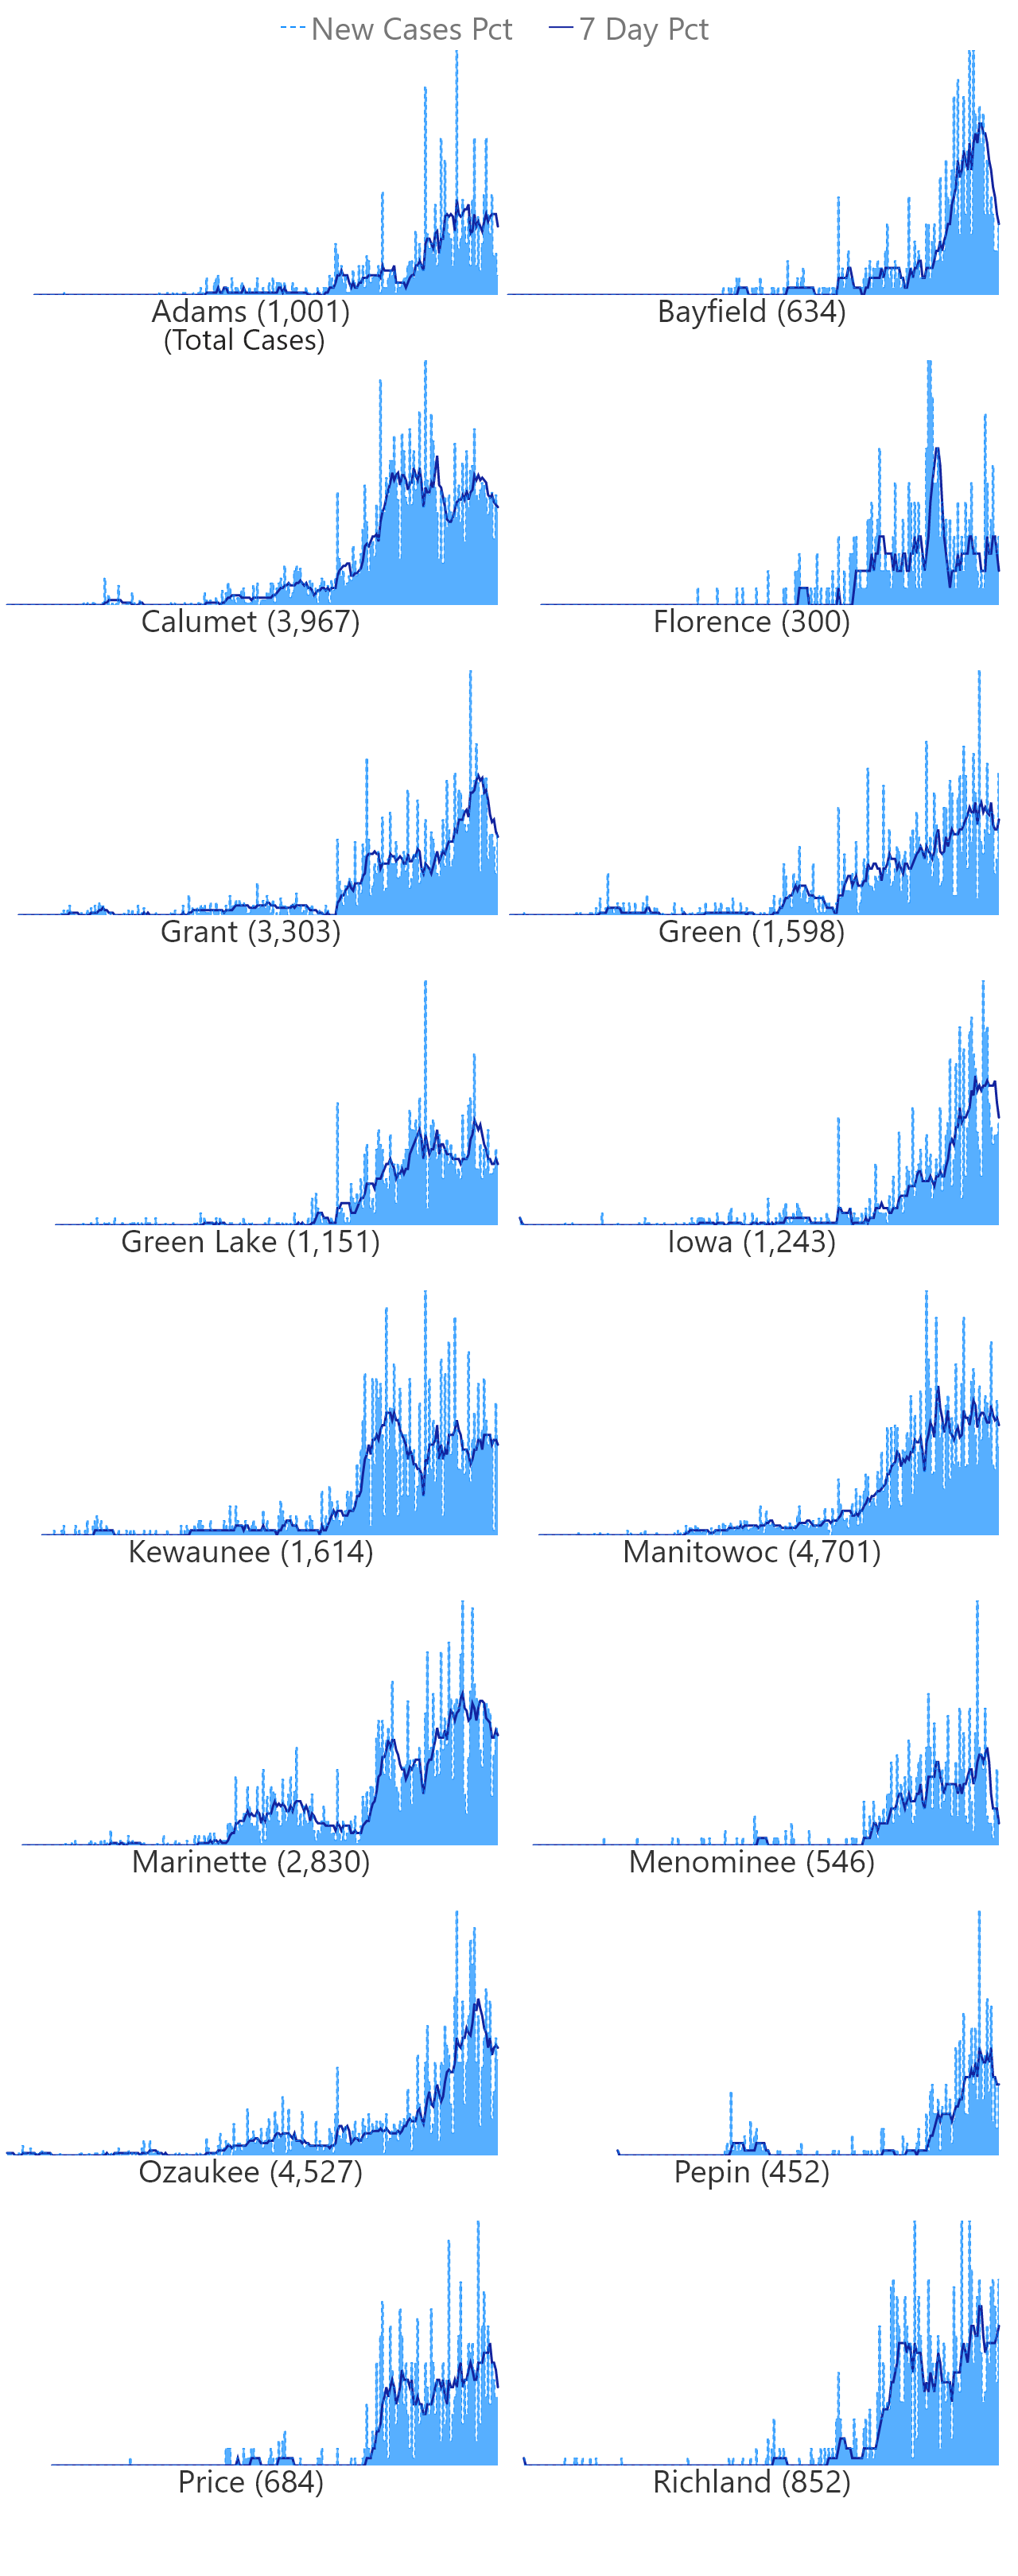 New Cases Pct 7 Day Pct
Adams (1,001) Bayfield (634)
(Total Cases)
Calumet (3,967) Florence (300)
Grant (3,303) Green (1,598)
Green Lake (1,151) Iowa (1,243)
Kewaunee (1,614) Manitowoc (4,701)
Marinette (2,830) Menominee (546)
Ozaukee (4,527) Pepin (452)
Price (684) Richland (852)